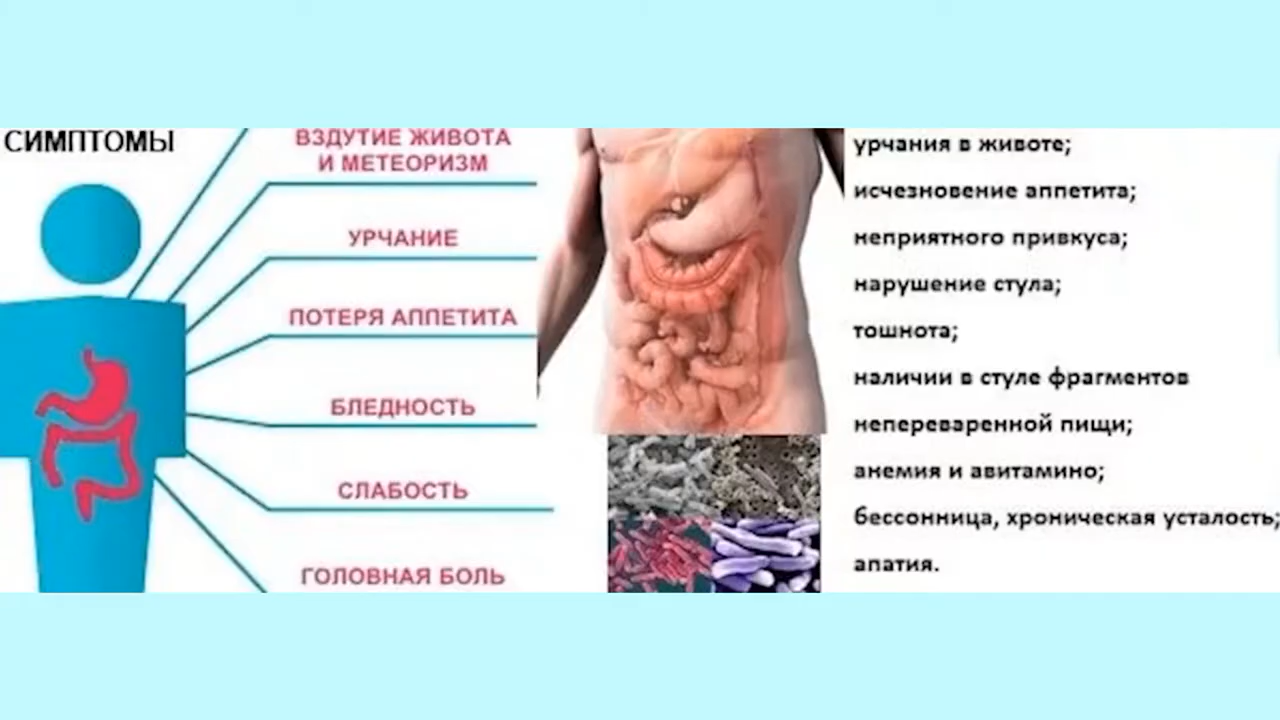 СИМПТОМЫ
ВЗДУТИЕ ЖИВОТА
И МЕТЕОРИЗМ
УРЧАНИЕ
ПОТЕРЯ АППЕТИТА
БЛЕДНОСТЬ
СЛАБОСТЬ
ГОЛОВНАЯ БОЛЬ
урчания в животе;
исчезновение аппетита;
неприятного привкуса;
нарушение стула;
тошнота;
наличии в стуле фрагментов
непереваренной пищи;
анемия и авитамино;
бессонница, хроническая усталость;
апатия.